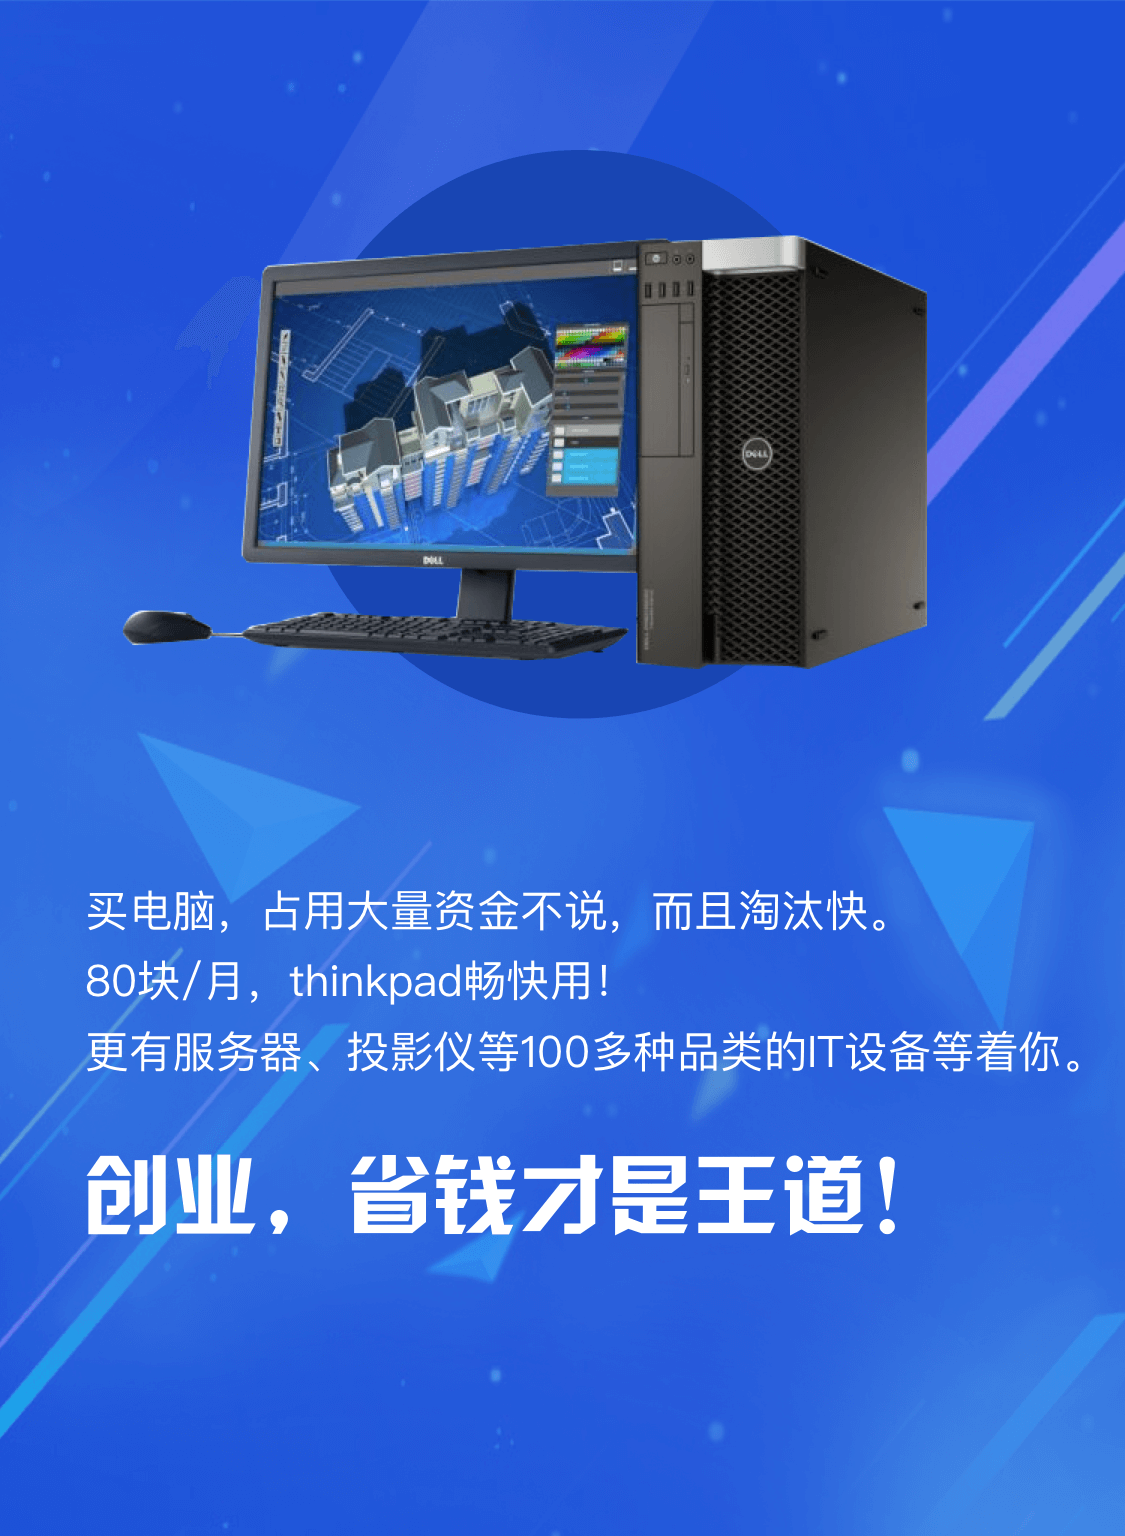 DELL
DELL
买电脑，占用大量资金不说，而且淘汰快。
80块/月，thinkpad畅快用！
更有服务器、投影仪等100多种品类的IT设备等着你。
创业，省钱才是王道！